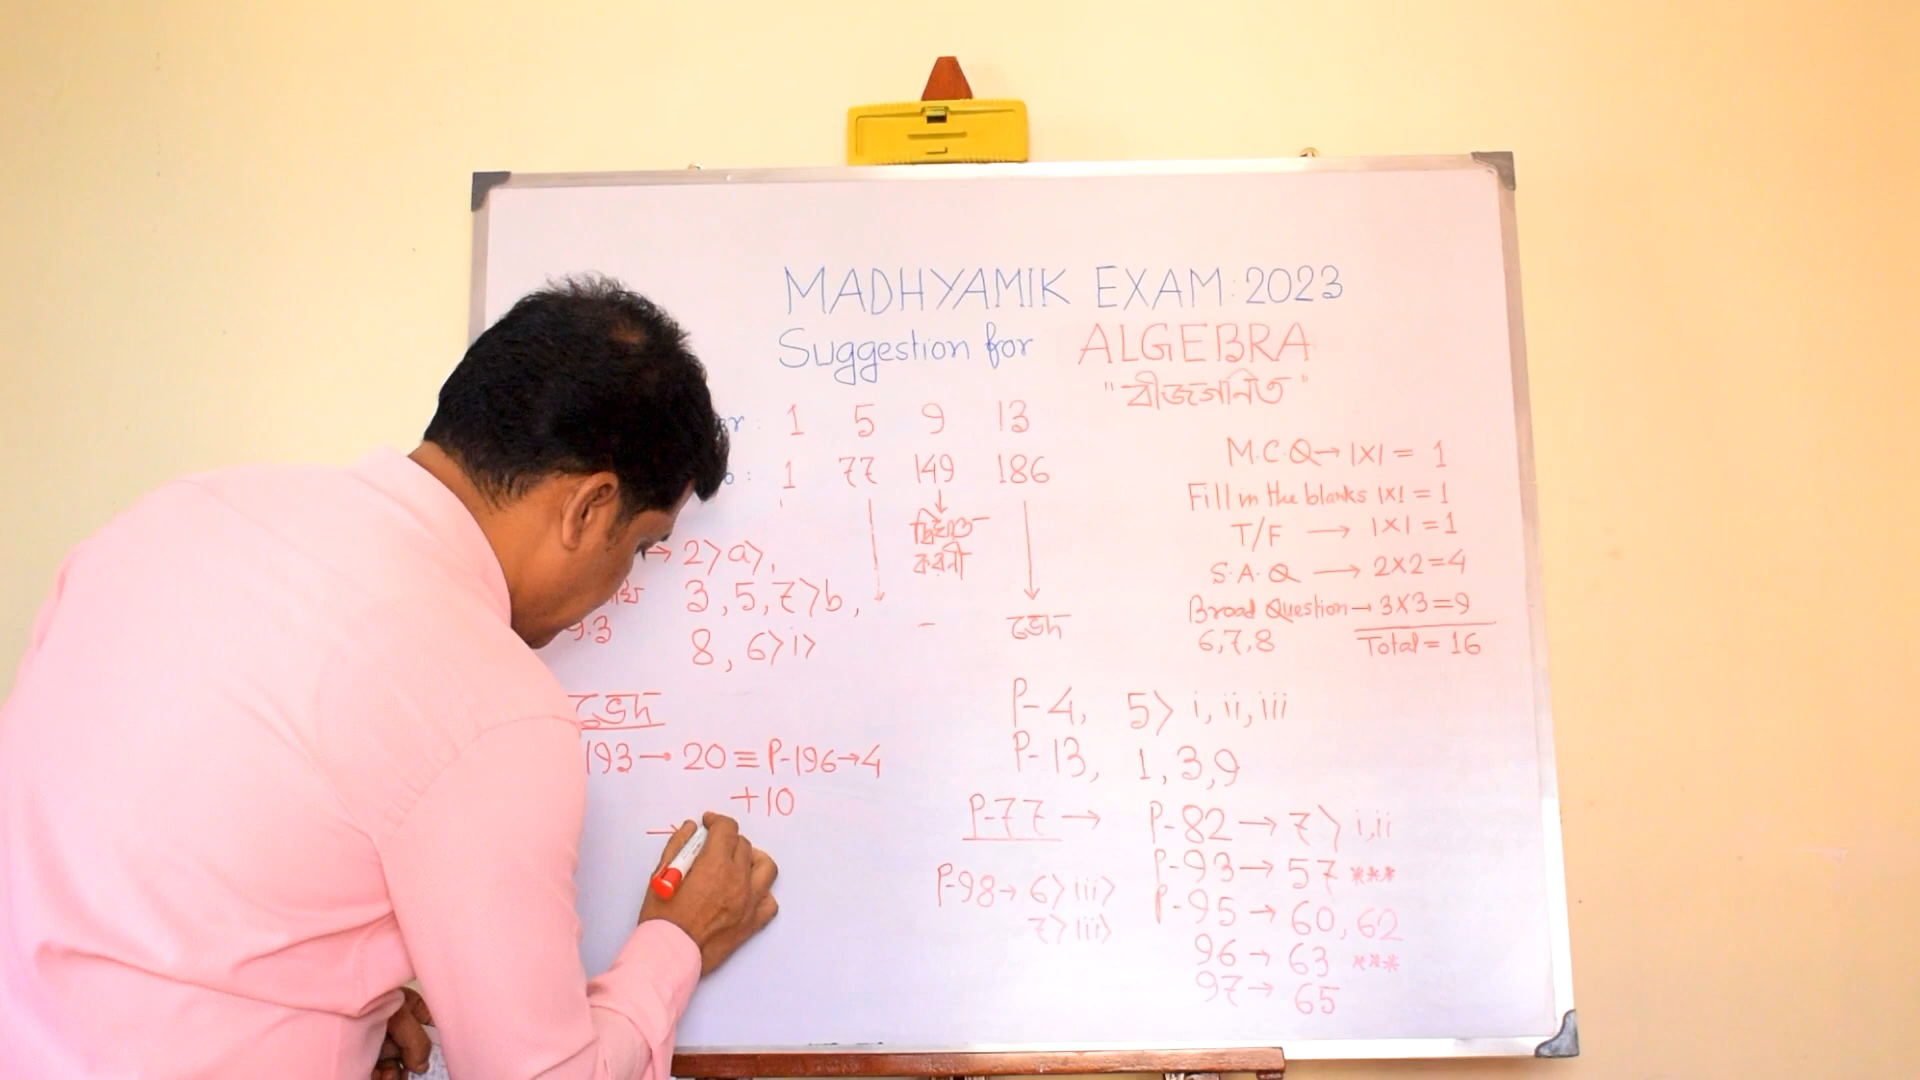 MADHYAMIK EXAM: 2023
Suggestion for ALGEBRA
"বীজগনিত"
1 5 9 13
1 77 149 186
দ্বিঘাত
করনী
ভেদ
→ 2>a>,
3, 5, 7>b,
9.3 8, 6>i>
ভেদ
193 → 20 ≡ P-196→4
+10
→
M.C.Q→ 1×1= 1
Fill in the blanks 1×1=1
T/F → 1×1=1
S.A.Q → 2×2=4
Broad Question→ 3×3=9
6,7,8 Total= 16
P-4, 5> i, ii, iii
P-13, 1, 3, 9
P-77 → P-82→ 7> i, ii
P-93→ 57 ***
P-98→ 6>iii> P-95→ 60, 62
7>iii> 96→ 63 ***
97→ 65